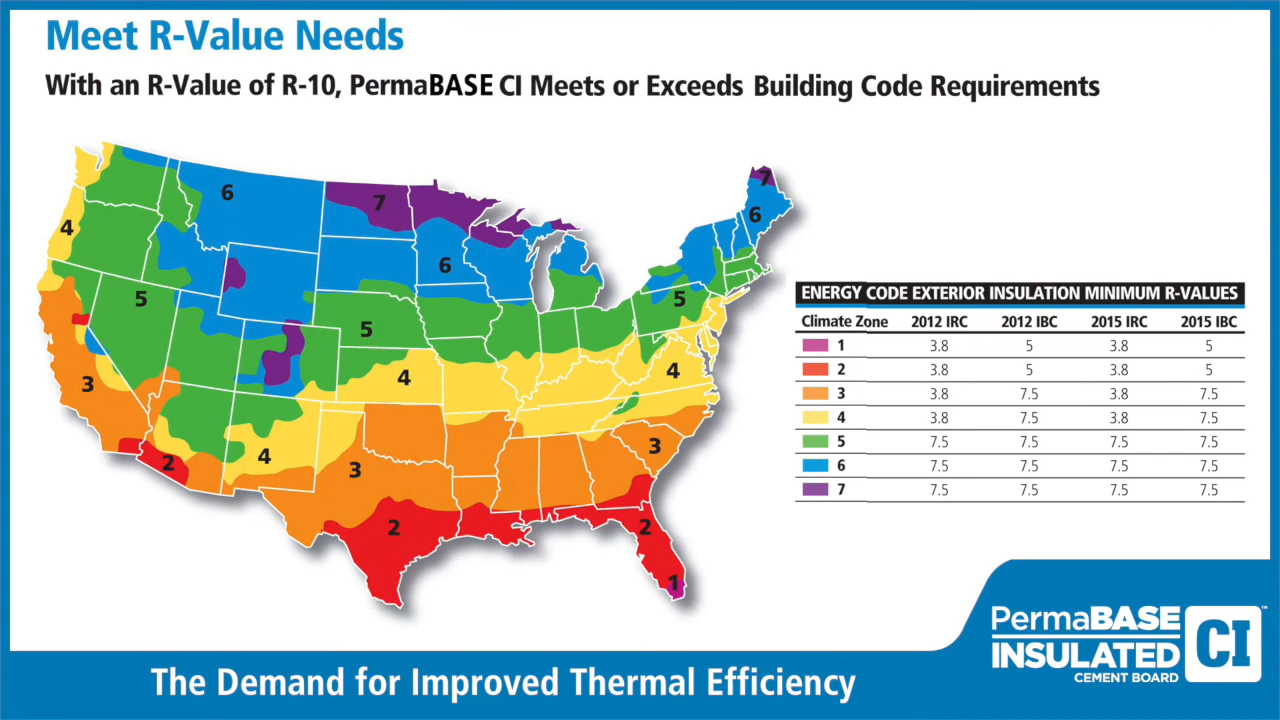 Meet R-Value Needs
With an R-Value of R-10, PermaBASE CI Meets or Exceeds Building Code Requirements
7
6
7
4
6
6
5
5
5
4
4
3
3
4
2
3
2
2
1
ENERGY CODE EXTERIOR INSULATION MINIMUM R-VALUES
Climate Zone 2012 IRC 2012 IBC 2015 IRC 2015 IBC
1 3.8 5 3.8 5
2 3.8 5 3.8 5
3 3.8 7.5 3.8 7.5
4 3.8 7.5 3.8 7.5
5 7.5 7.5 7.5 7.5
6 7.5 7.5 7.5 7.5
7 7.5 7.5 7.5 7.5
The Demand for Improved Thermal Efficiency
PermaBASE
INSULATED
CEMENT BOARD
CI™